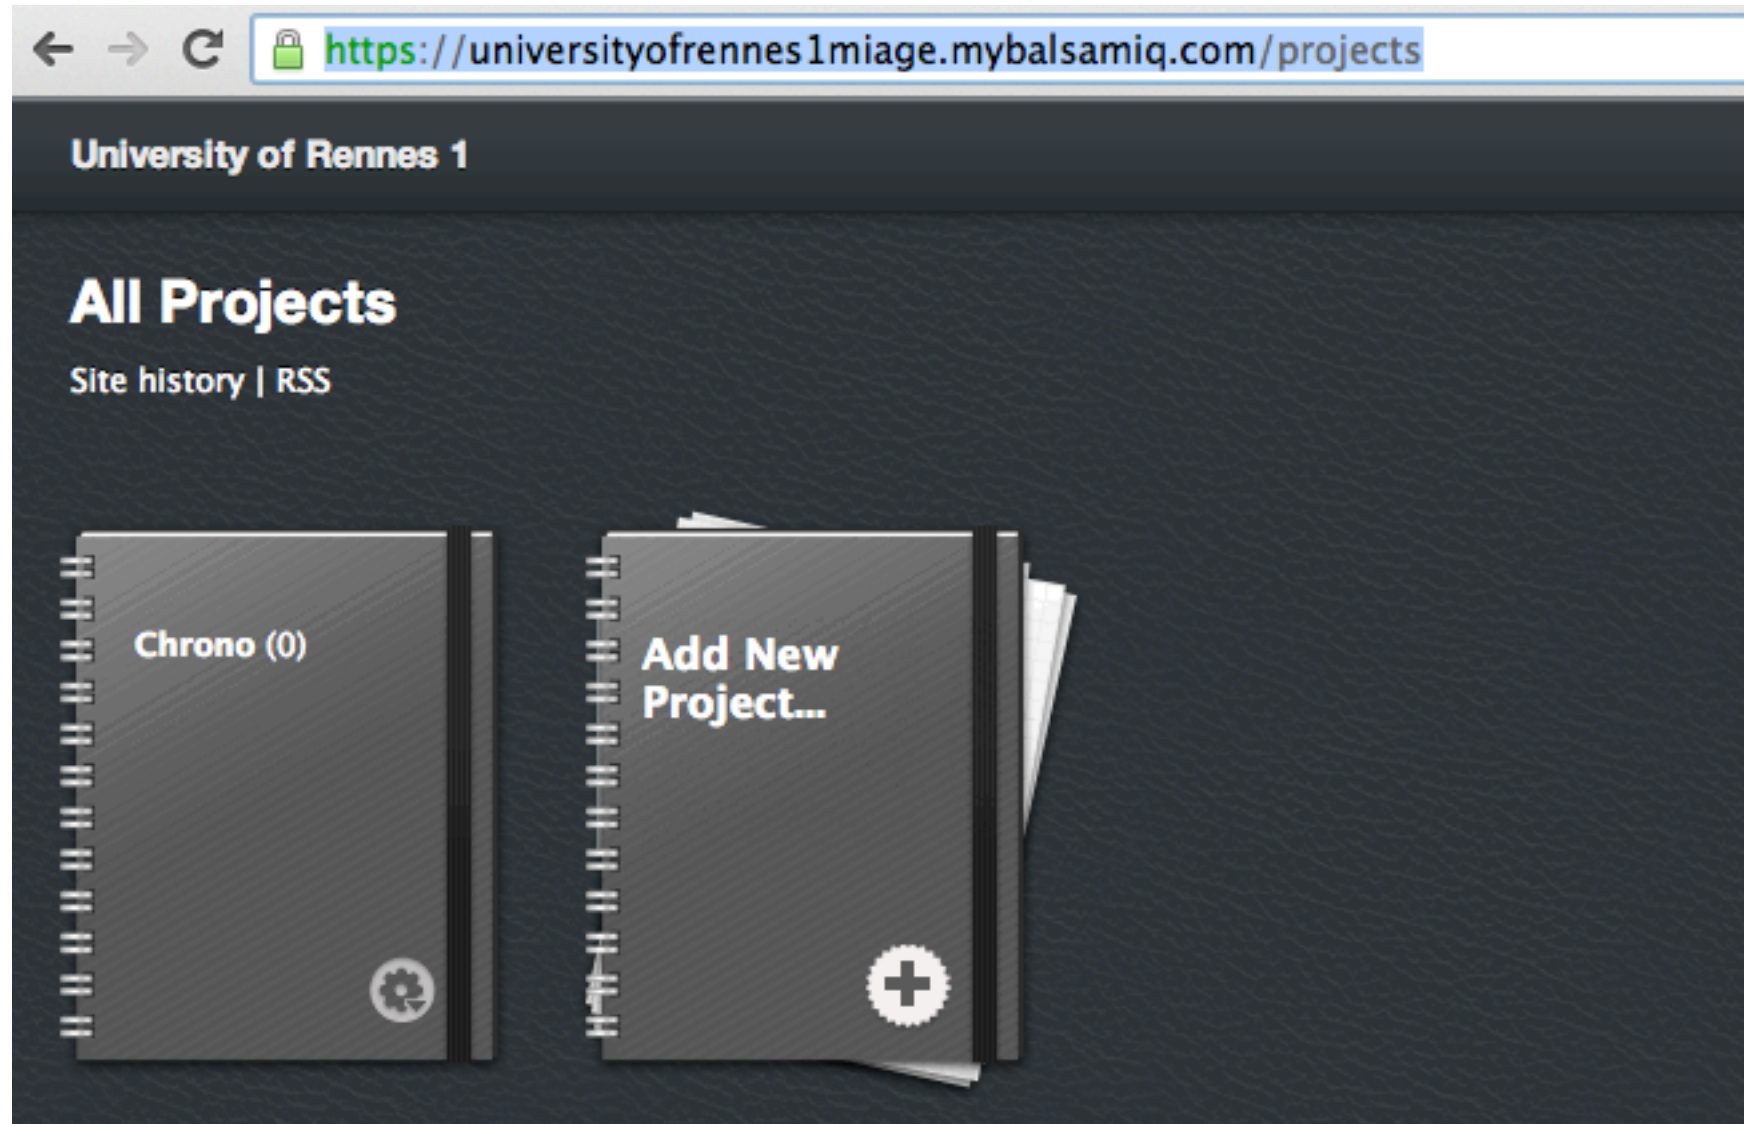 https://universityofrennes1miage.mybalsamiq.com/projects
University of Rennes 1
All Projects
Site history | RSS
Chrono (0)
Add New
Project...